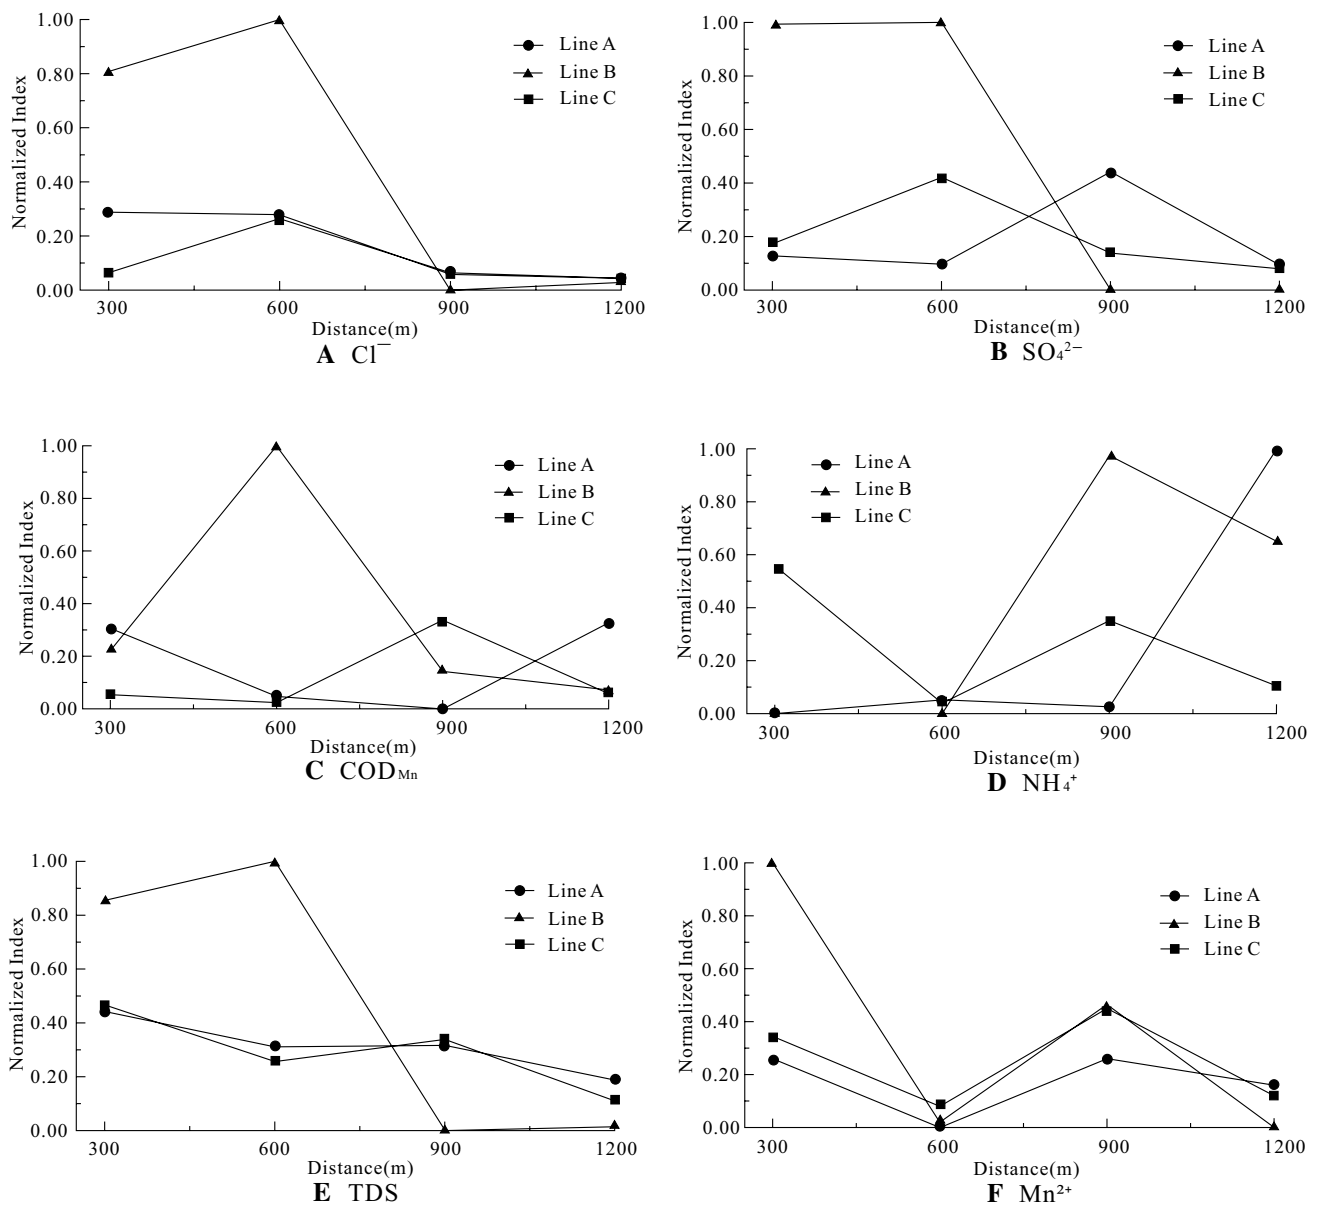 1.00
0.80
0.60
0.40
0.20
0.00
Normalized Index
300 600 900 1200
Distance(m)
Line A
Line B
Line C
A Cl⁻
1.00
0.80
0.60
0.40
0.20
0.00
Normalized Index
300 600 900 1200
Distance(m)
Line A
Line B
Line C
B SO₄²⁻
1.00
0.80
0.60
0.40
0.20
0.00
Normalized Index
300 600 900 1200
Distance(m)
Line A
Line B
Line C
C COD_Mn
1.00
0.80
0.60
0.40
0.20
0.00
Normalized Index
300 600 900 1200
Distance(m)
Line A
Line B
Line C
D NH₄⁺
1.00
0.80
0.60
0.40
0.20
0.00
Normalized Index
300 600 900 1200
Distance(m)
Line A
Line B
Line C
E TDS
1.00
0.80
0.60
0.40
0.20
0.00
Normalized Index
300 600 900 1200
Distance(m)
Line A
Line B
Line C
F Mn²⁺